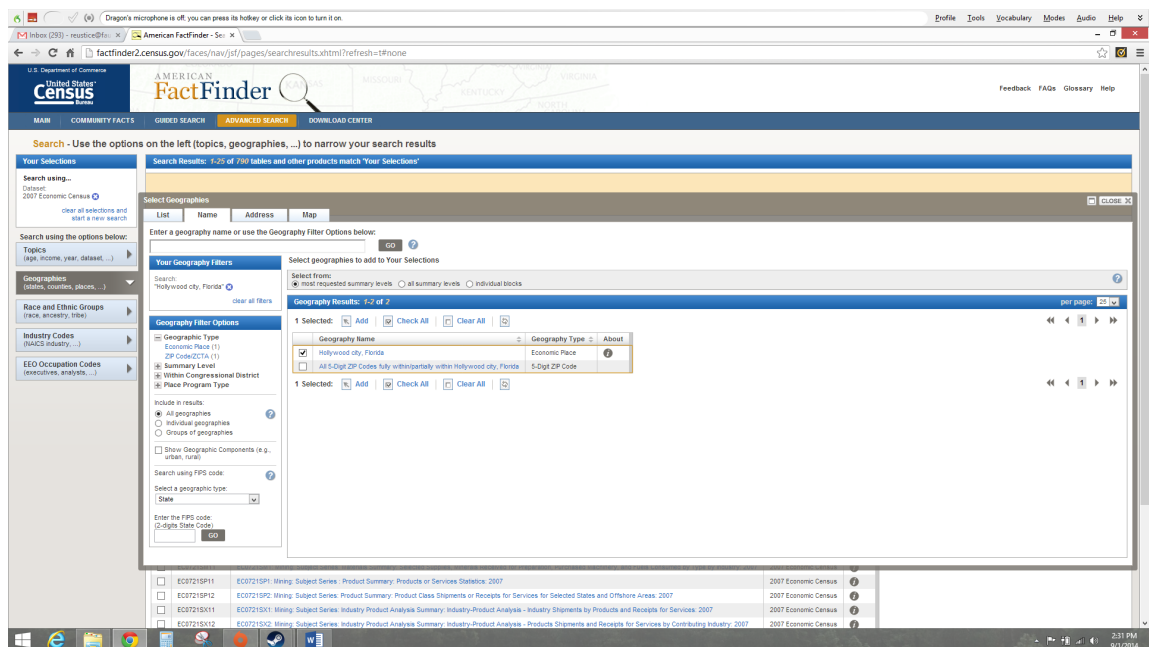 Dragon's microphone is off; you can press its hotkey or click its icon to turn it on.
Profile Tools Vocabulary Modes Audio Help
Inbox (293) - reustice@fau
American FactFinder - Sea
factfinder2.census.gov/faces/nav/jsf/pages/searchresults.xhtml?refresh=t#none
U.S. Department of Commerce
United States
Census
Bureau
AMERICAN
FactFinder
KANSAS MISSOURI KENTUCKY VIRGINIA NORTH
Feedback FAQs Glossary Help
MAIN COMMUNITY FACTS GUIDED SEARCH ADVANCED SEARCH DOWNLOAD CENTER
Search - Use the options on the left (topics, geographies, ...) to narrow your search results
Your Selections
Search using...
Dataset:
2007 Economic Census
clear all selections and
start a new search
Search using the options below:
Topics
(age, income, year, dataset, ...)
Geographies
(states, counties, places, ...)
Race and Ethnic Groups
(race, ancestry, tribe)
Industry Codes
(NAICS industry, ...)
EEO Occupation Codes
(executives, analysts, ...)
Search Results: 1-25 of 790 tables and other products match 'Your Selections'
Select Geographies
CLOSE X
List Name Address Map
Enter a geography name or use the Geography Filter Options below:
GO
Your Geography Filters
Search:
"Hollywood city, Florida"
clear all filters
Geography Filter Options
Geographic Type
Economic Place (1)
ZIP Code/ZCTA (1)
Summary Level
Within Congressional District
Place Program Type
Include in results:
All geographies
Individual geographies
Groups of geographies
Show Geographic Components (e.g.,
urban, rural)
Search using FIPS code:
Select a geographic type:
State
Enter the FIPS code:
(2-digits State Code)
GO
Select geographies to add to Your Selections
Select from:
most requested summary levels all summary levels individual blocks
Geography Results: 1-2 of 2
per page: 25
1 Selected: Add Check All Clear All
1
Geography Name Geography Type About
Hollywood city, Florida Economic Place
All 5-Digit ZIP Codes fully within/partially within Hollywood city, Florida 5-Digit ZIP Code
1 Selected: Add Check All Clear All
1
EC0721SP11 EC0721SP1: Mining: Subject Series : Product Summary: Products or Services Statistics: 2007 2007 Economic Census
EC0721SP12 EC0721SP2: Mining: Subject Series: Product Summary: Product Class Shipments or Receipts for Services for Selected States and Offshore Areas: 2007 2007 Economic Census
EC0721SX11 EC0721SX1: Mining: Subject Series: Industry Product Analysis Summary: Industry-Product Analysis - Industry Shipments by Products and Receipts for Services: 2007 2007 Economic Census
EC0721SX12 EC0721SX2: Mining: Subject Series: Industry Product Analysis Summary: Industry-Product Analysis - Products Shipments and Receipts for Services by Contributing Industry: 2007 2007 Economic Census
2:31 PM
9/1/2014